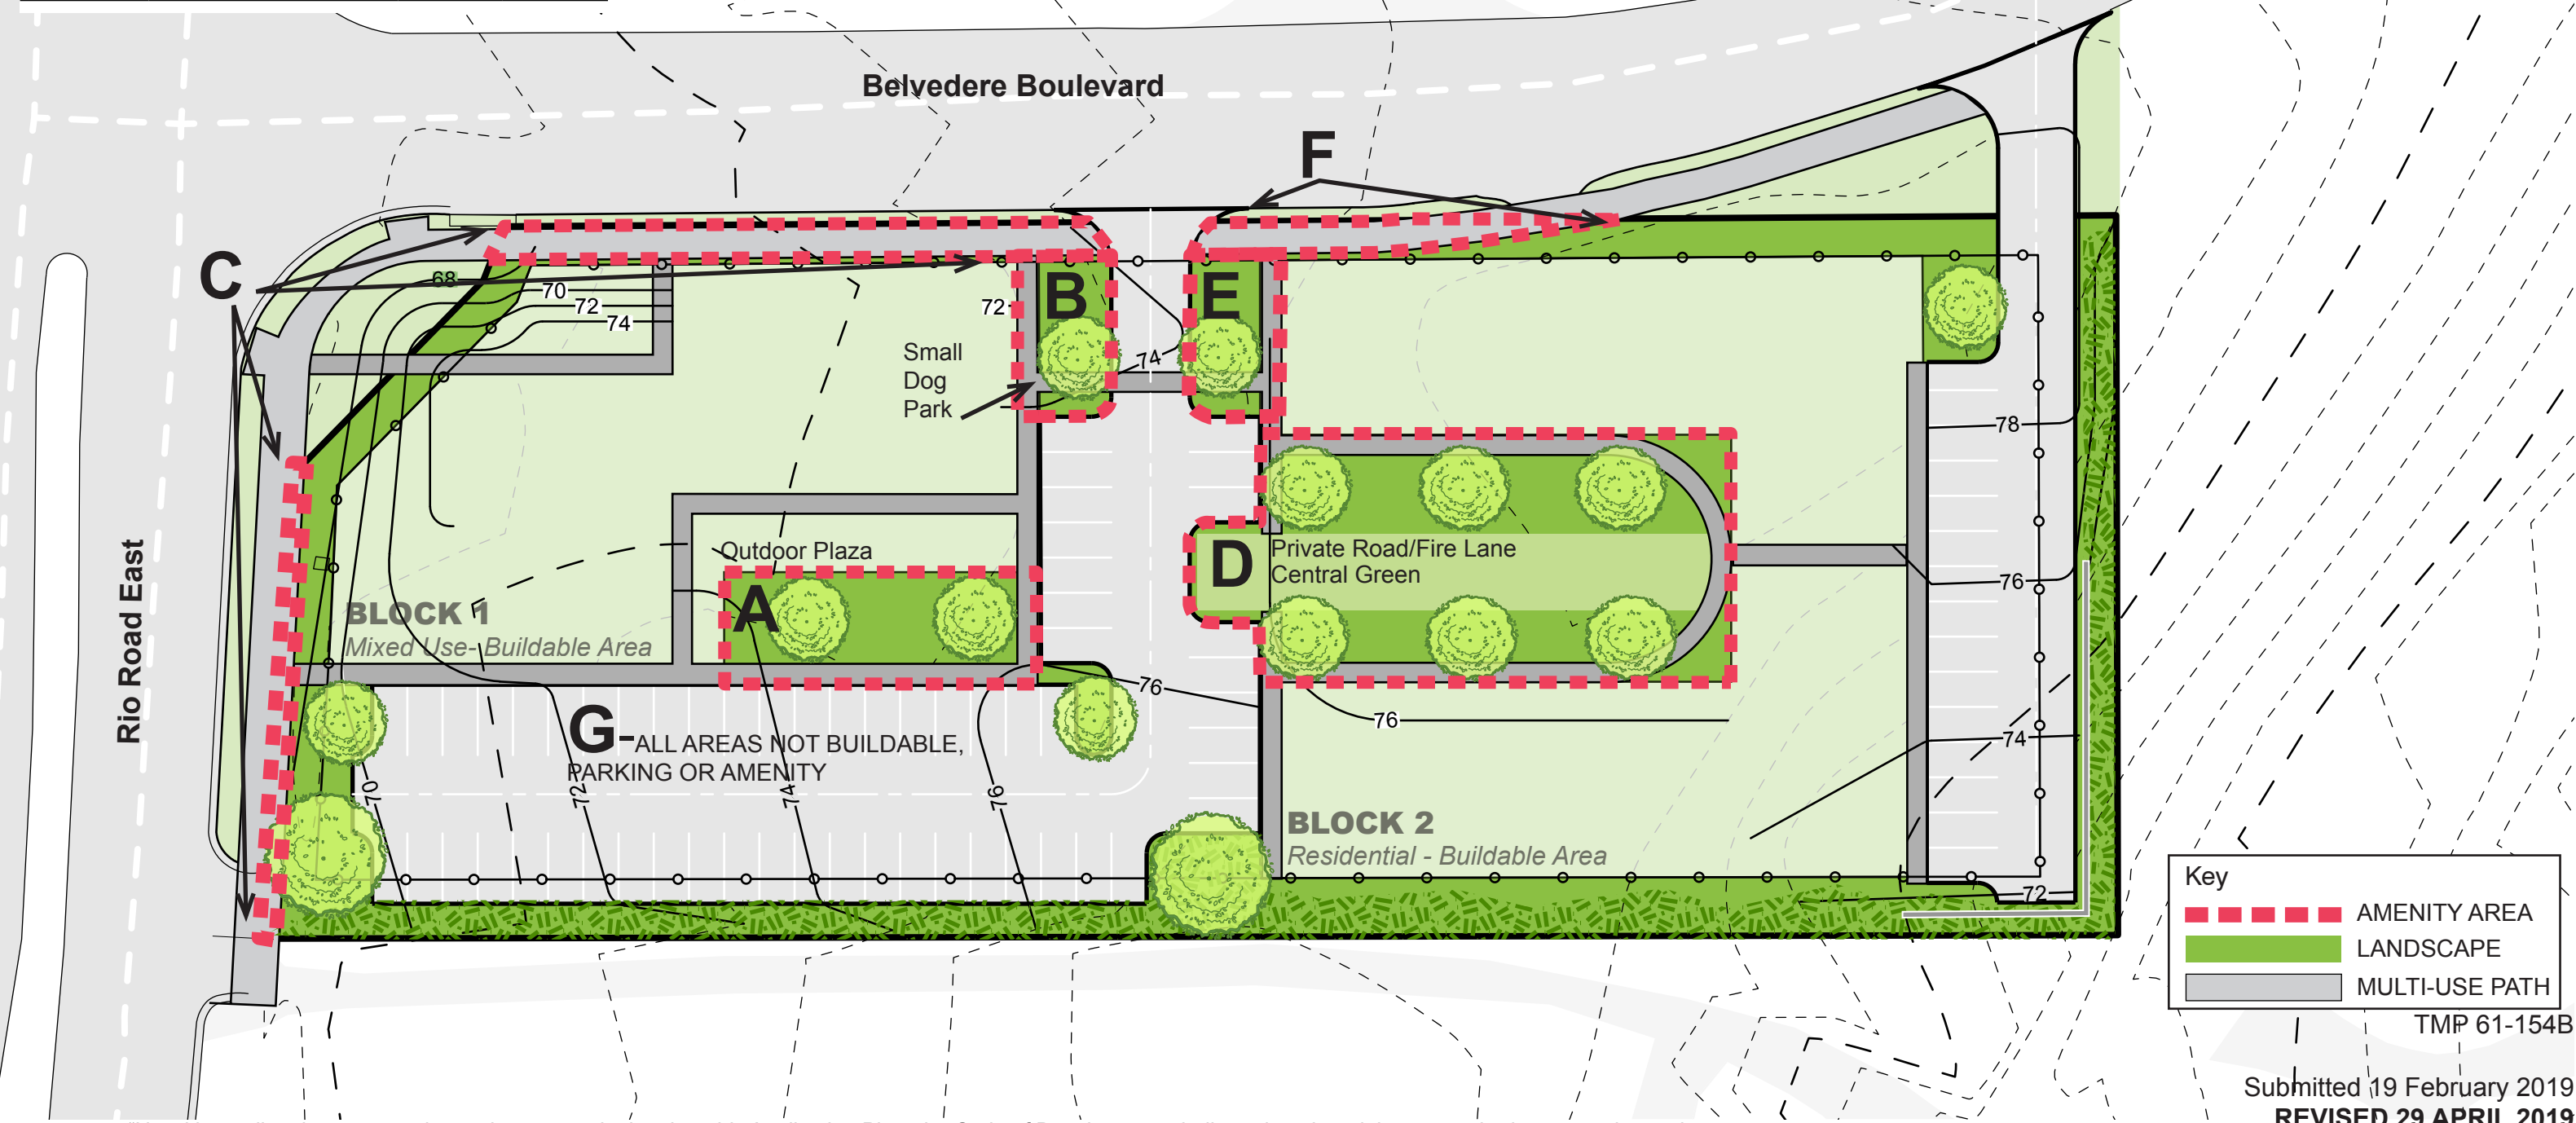 Belvedere Boulevard
F
C
68
70
72
74
72
B
E
Small
Dog
Park
74
78
Rio Road East
Outdoor Plaza
A
D
Private Road/Fire Lane
Central Green
76
BLOCK 1
Mixed Use- Buildable Area
76
76
G-ALL AREAS NOT BUILDABLE,
PARKING OR AMENITY
74
70
72
74
76
BLOCK 2
Residential - Buildable Area
72
Key
AMENITY AREA
LANDSCAPE
MULTI-USE PATH
TMP 61-154B
Submitted 19 February 2019
REVISED 29 APRIL 2019